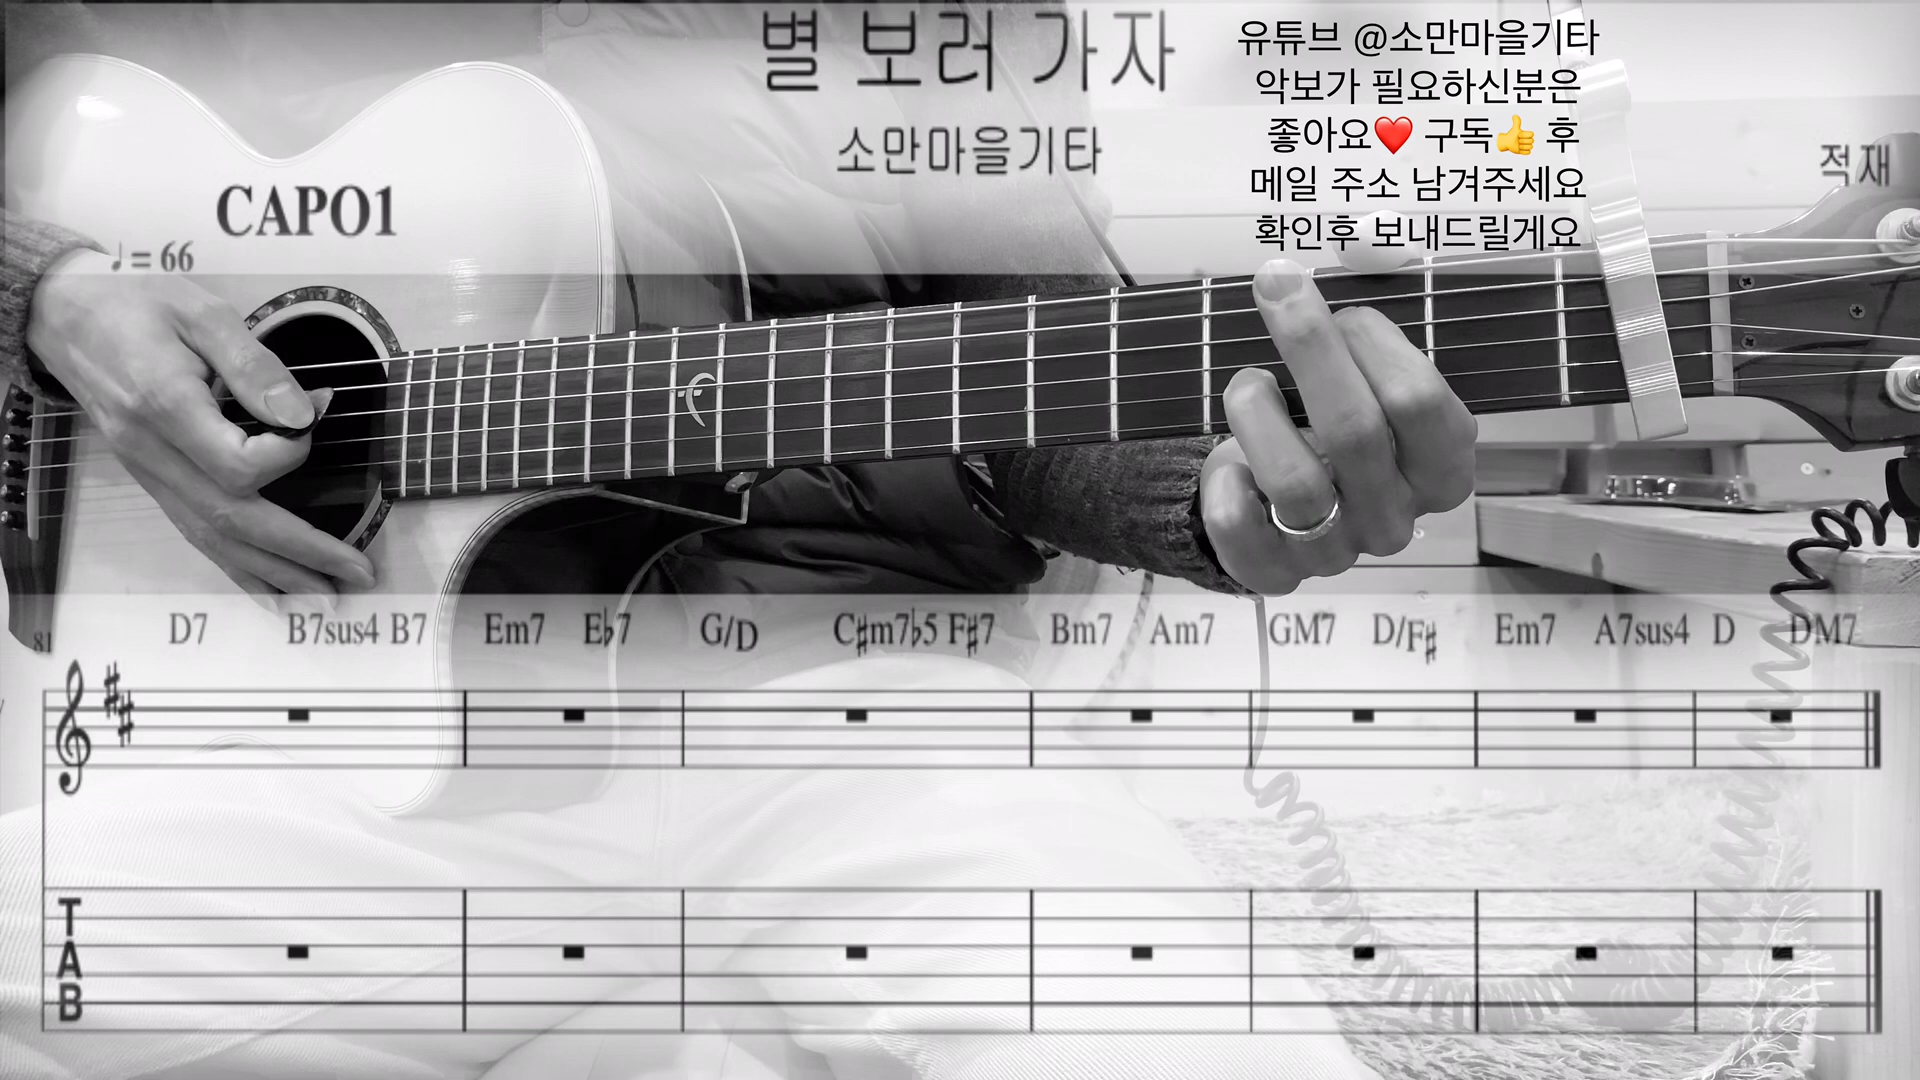 별 보러 가자
소만마을기타
유튜브 @소만마을기타
악보가 필요하신분은
좋아요❤️ 구독👍 후
메일 주소 남겨주세요
확인후 보내드릴게요
적재
CAPO1
♩= 66
D7 B7sus4 B7 Em7 E♭7 G/D C♯m7♭5 F♯7 Bm7 Am7 GM7 D/F♯ Em7 A7sus4 D DM7
81
T
A
B